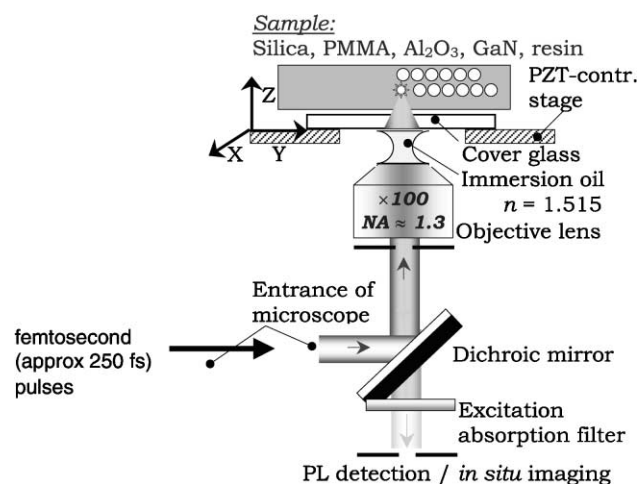 Sample:
Silica, PMMA, Al₂O₃, GaN, resin
PZT-contr.
stage
Z
X
Y
Cover glass
Immersion oil
n = 1.515
×100
NA ≈ 1.3
Objective lens
Entrance of
microscope
femtosecond
(approx 250 fs)
pulses
Dichroic mirror
Excitation
absorption filter
PL detection / in situ imaging